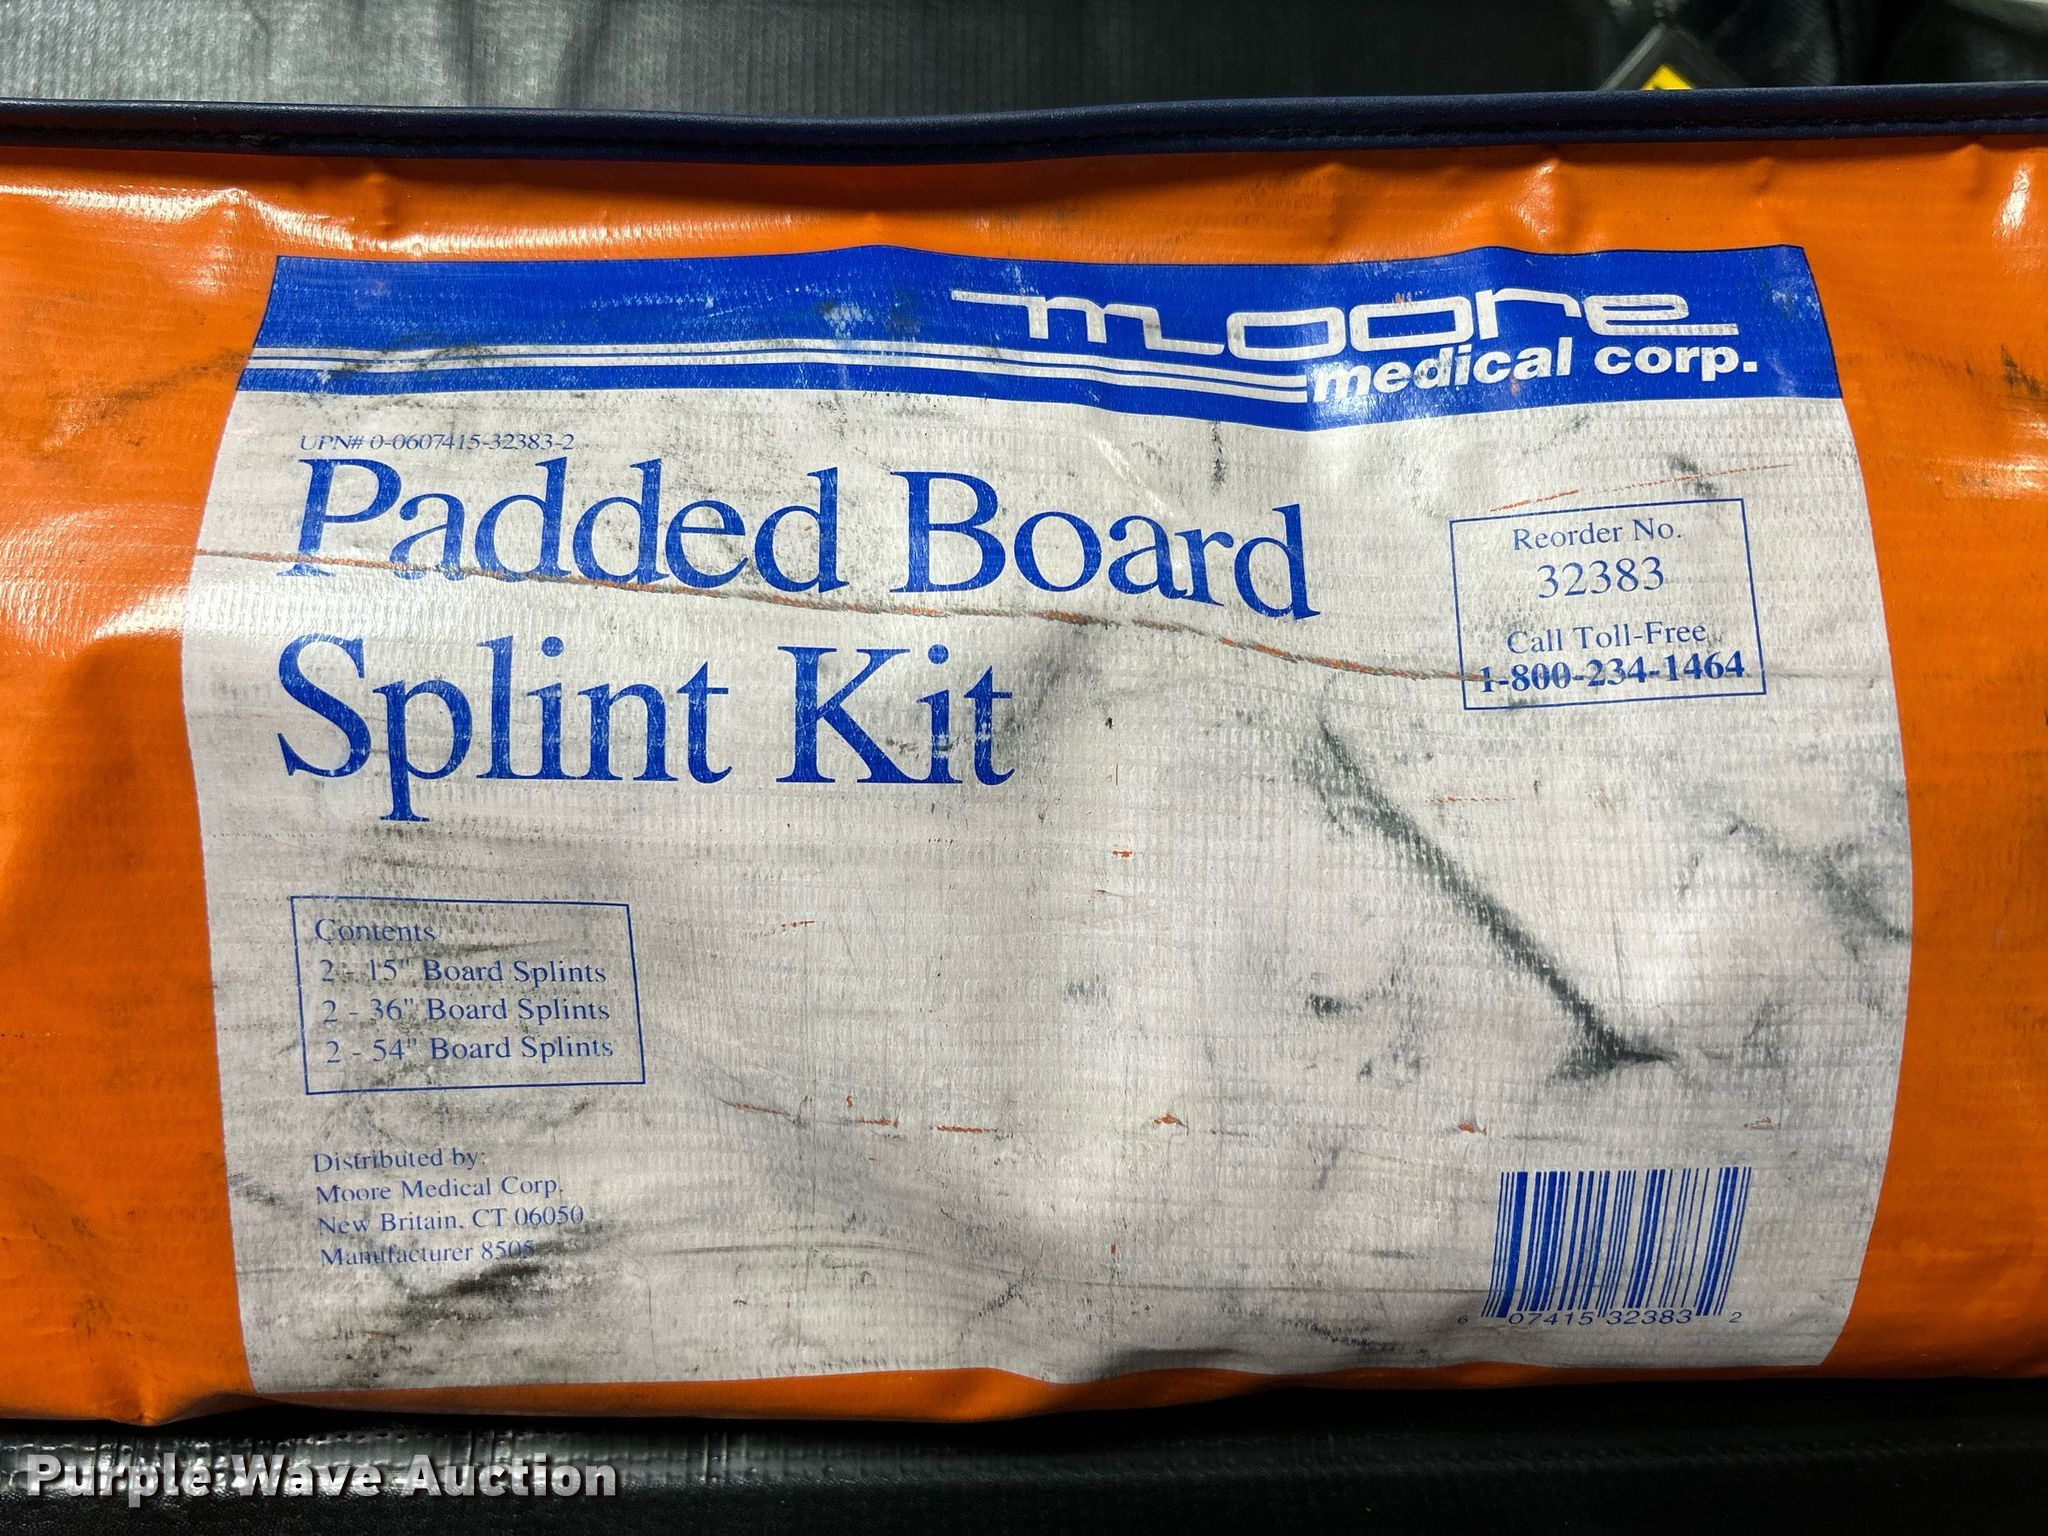 moore
medical corp.
UPN# 0-0607415-32383-2
Padded Board
Splint Kit
Reorder No.
32383
Call Toll-Free
1-800-234-1464
Contents
2 - 15" Board Splints
2 - 36" Board Splints
2 - 54" Board Splints
Distributed by:
Moore Medical Corp.
New Britain, CT 06050
Manufacturer 8505
6 07415 32383 2
Purple Wave Auction